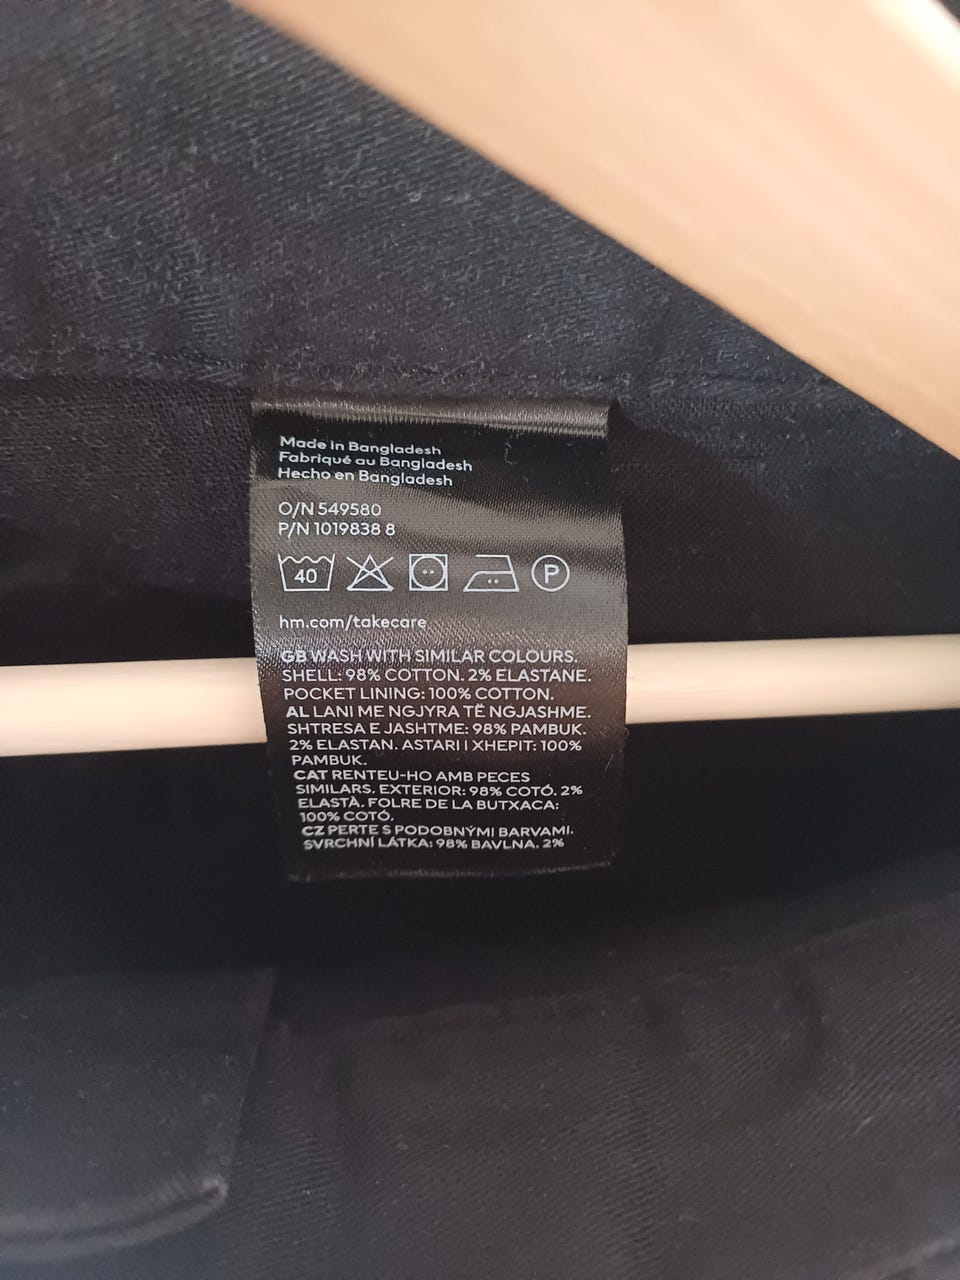 Made in Bangladesh
Fabriqué au Bangladesh
Hecho en Bangladesh
O/N 549580
P/N 1019838 8
40 P
hm.com/takecare
GB WASH WITH SIMILAR COLOURS.
SHELL: 98% COTTON. 2% ELASTANE.
POCKET LINING: 100% COTTON.
AL LANI ME NGJYRA TË NGJASHME.
SHTRESA E JASHTME: 98% PAMBUK.
2% ELASTAN. ASTARI I XHEPIT: 100%
PAMBUK.
CAT RENTEU-HO AMB PECES
SIMILARS. EXTERIOR: 98% COTÓ. 2%
ELASTÀ. FOLRE DE LA BUTXACA:
100% COTÓ.
CZ PERTE S PODOBNÝMI BARVAMI.
SVRCHNÍ LÁTKA: 98% BAVLNA. 2%